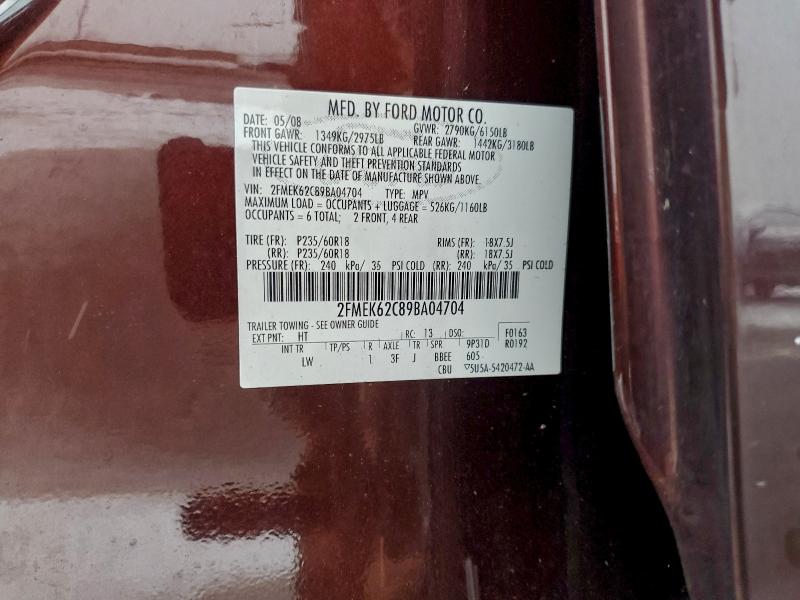 MFD. BY FORD MOTOR CO.
DATE: 05/08 GVWR: 2790KG/6150LB
FRONT GAWR: 1349KG/2975LB REAR GAWR: 1442KG/3180LB
THIS VEHICLE CONFORMS TO ALL APPLICABLE FEDERAL MOTOR
VEHICLE SAFETY AND THEFT PREVENTION STANDARDS
IN EFFECT ON THE DATE OF MANUFACTURE SHOWN ABOVE.
VIN: 2FMEK62C89BA04704 TYPE: MPV
MAXIMUM LOAD = OCCUPANTS + LUGGAGE = 526KG/1160LB
OCCUPANTS = 6 TOTAL; 2 FRONT, 4 REAR
TIRE (FR): P235/60R18 RIMS (FR): 18X7.5J
(RR): P235/60R18 (RR): 18X7.5J
PRESSURE (FR): 240 kPa/ 35 PSI COLD (RR): 240 kPa/ 35 PSI COLD
2FMEK62C89BA04704
TRAILER TOWING - SEE OWNER GUIDE
EXT PNT: HT RC: 13 DSO: F0163
INT TR TP/PS R AXLE TR SPR 9P31D R0192
LW 1 3F J BBEE 605
CBU 5U5A-5420472-AA